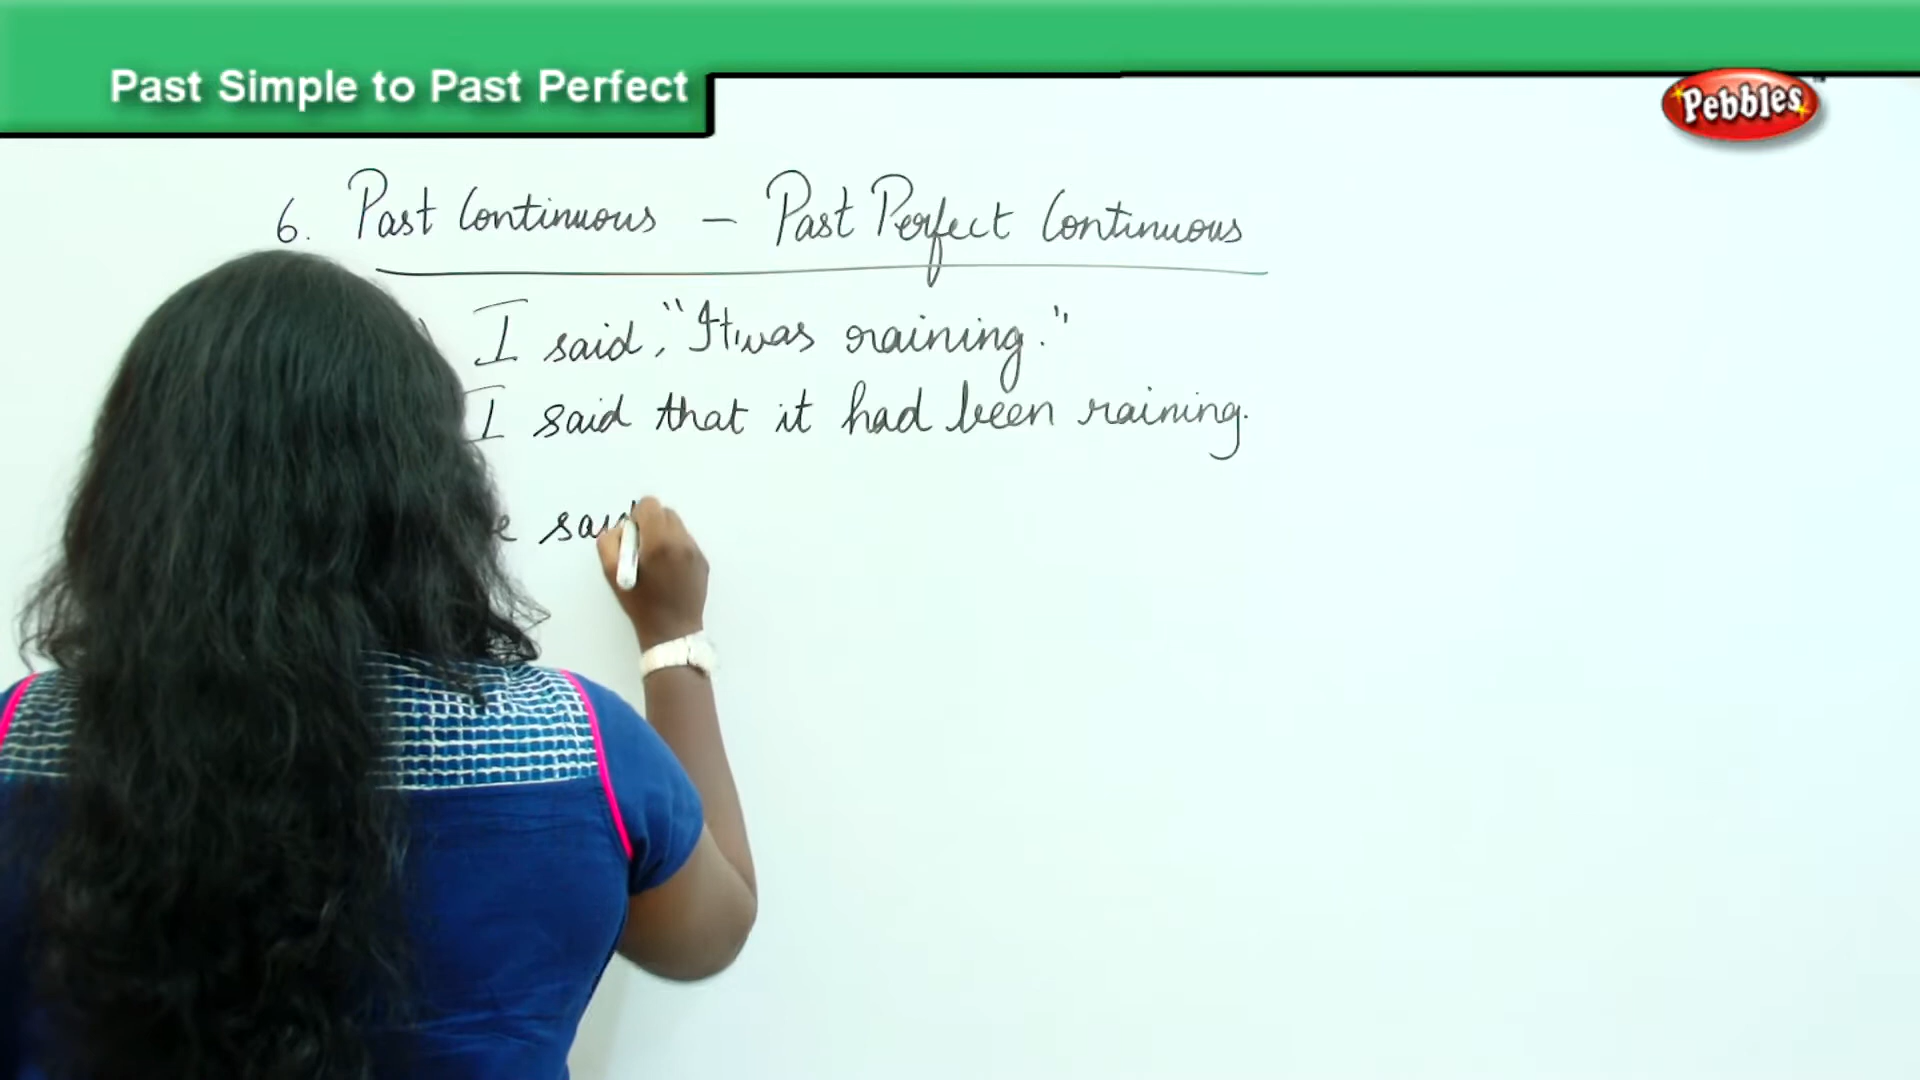 Past Simple to Past Perfect
Pebbles
6. Past Continuous – Past Perfect Continuous
I said, "It was raining."
I said that it had been raining.
said